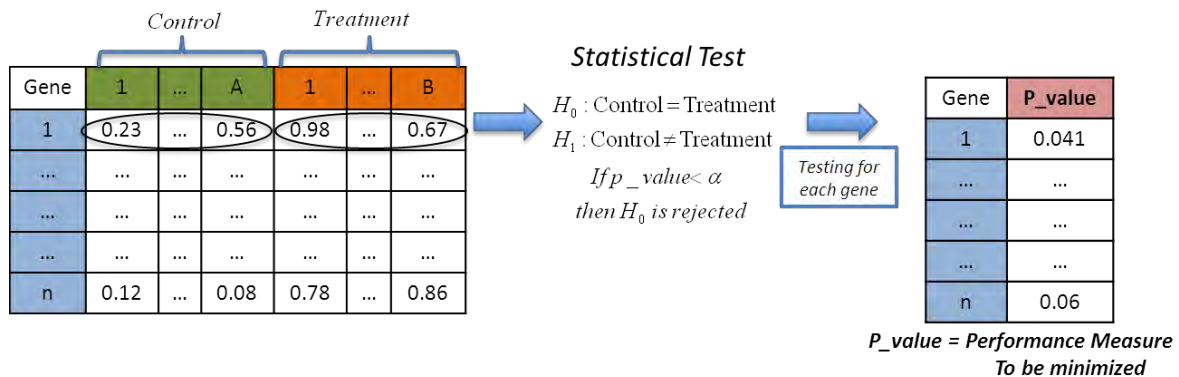 Control Treatment
Gene 1 ... A 1 ... B
1 0.23 ... 0.56 0.98 ... 0.67
... ... ... ... ... ...
... ... ... ... ... ...
... ... ... ... ... ...
n 0.12 ... 0.08 0.78 ... 0.86
Statistical Test
H₀ : Control = Treatment
H₁ : Control ≠ Treatment
If p _ value < α
then H₀ is rejected
Testing for
each gene
Gene P_value
1 0.041
... ...
... ...
... ...
n 0.06
P_value = Performance Measure
To be minimized